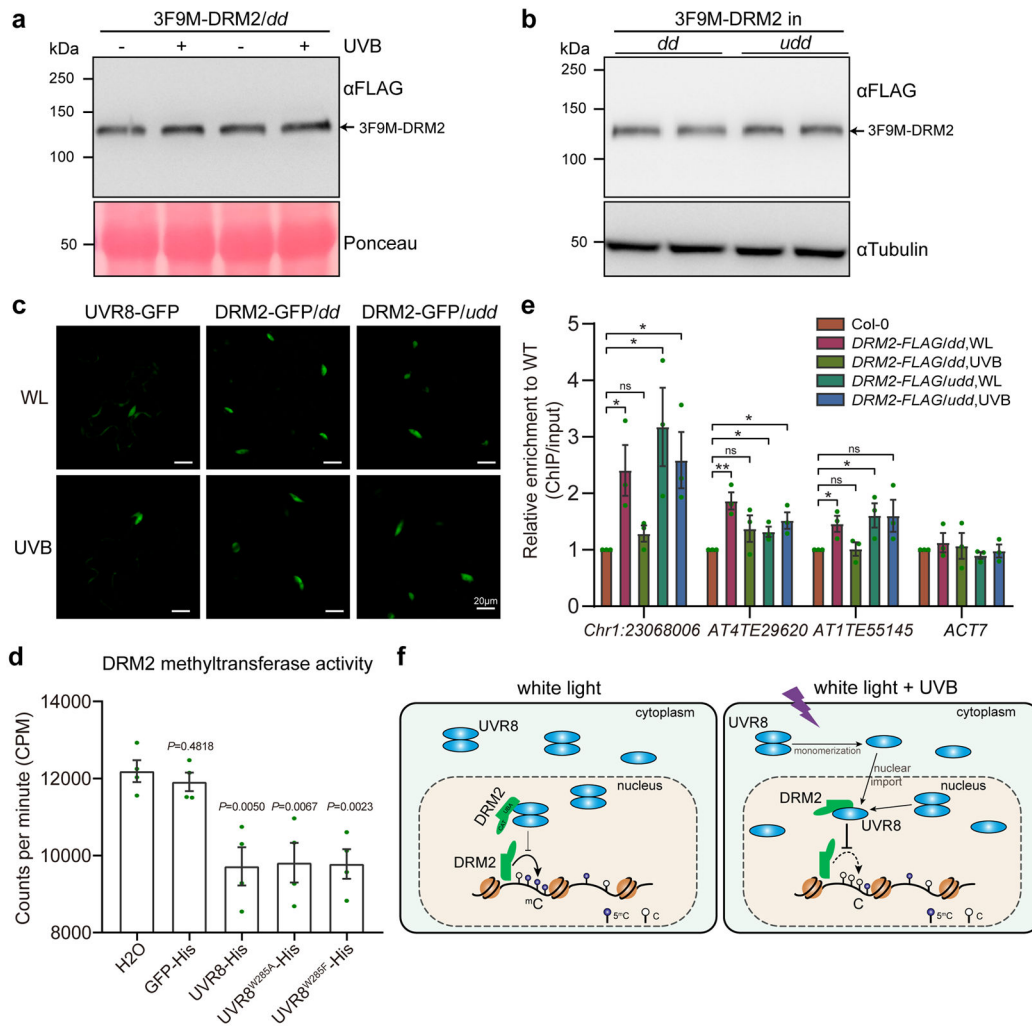 a
3F9M-DRM2/dd
kDa
- + - + UVB
250
150
100
αFLAG
3F9M-DRM2
50
Ponceau
b
3F9M-DRM2 in
dd udd
kDa
250
150
100
αFLAG
3F9M-DRM2
50
αTubulin
c
UVR8-GFP DRM2-GFP/dd DRM2-GFP/udd
WL
UVB
20μm
e
Relative enrichment to WT
(ChIP/input)
5
4
3
2
1
0
Col-0
DRM2-FLAG/dd,WL
DRM2-FLAG/dd,UVB
DRM2-FLAG/udd,WL
DRM2-FLAG/udd,UVB
*
*
ns
*
*
*
ns
**
ns
*
ns
*
Chr1:23068006 AT4TE29620 AT1TE55145 ACT7
d
DRM2 methyltransferase activity
Counts per minute (CPM)
14000
12000
10000
8000
P=0.4818
P=0.0050 P=0.0067 P=0.0023
H2O
GFP-His
UVR8-His
UVR8W285A-His
UVR8W285F-His
f
white light
cytoplasm
UVR8
nucleus
DRM2
DRM2
mC
5mC C
white light + UVB
cytoplasm
UVR8
monomerization
nuclear
import
nucleus
DRM2
UVR8
C
5mC C